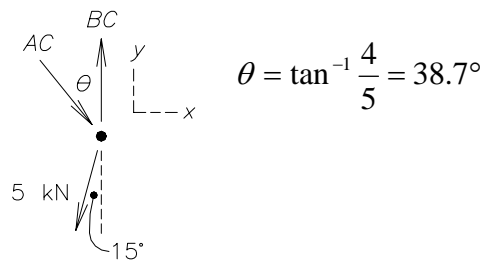 BC
AC
y
θ
x
θ = tan⁻¹ 4/5 = 38.7°
5 kN
15°